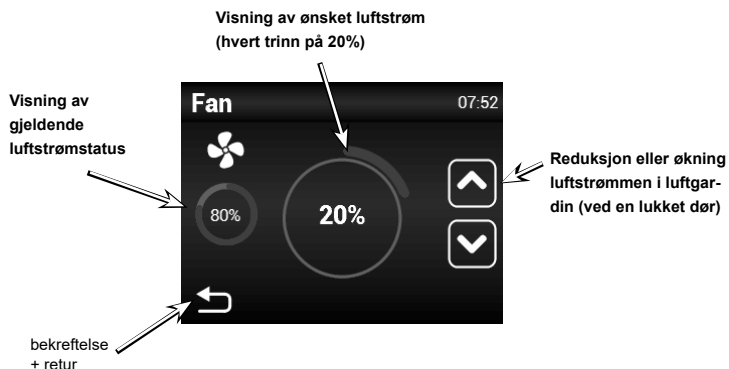 Visning av ønsket luftstrøm
(hvert trinn på 20%)
Visning av
gjeldende
luftstrømstatus
Fan
07:52
80%
20%
Reduksjon eller økning
luftstrømmen i luftgar-
din (ved en lukket dør)
bekreftelse
+ retur